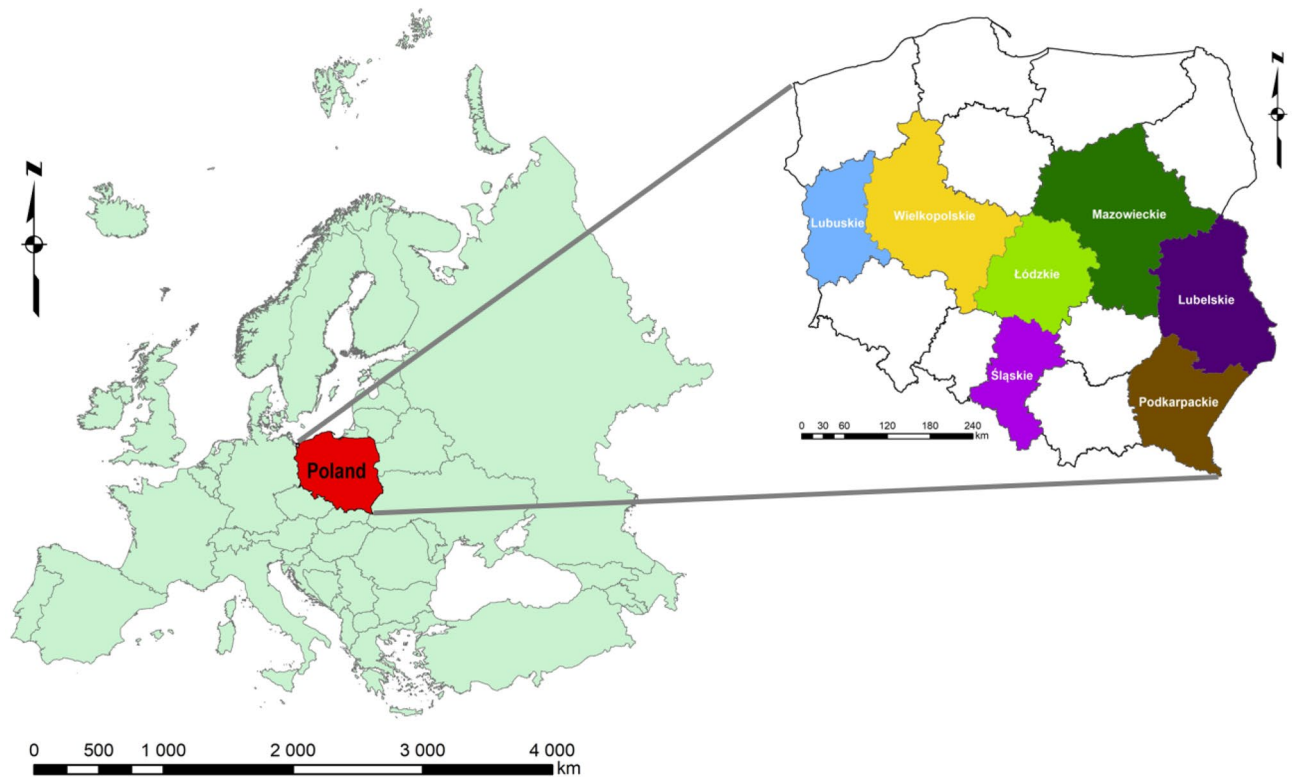 N
N
Lubuskie
Wielkopolskie
Mazowieckie
Łódzkie
Lubelskie
Śląskie
Podkarpackie
0 30 60 120 180 240
km
Poland
0 500 1 000 2 000 3 000 4 000
km